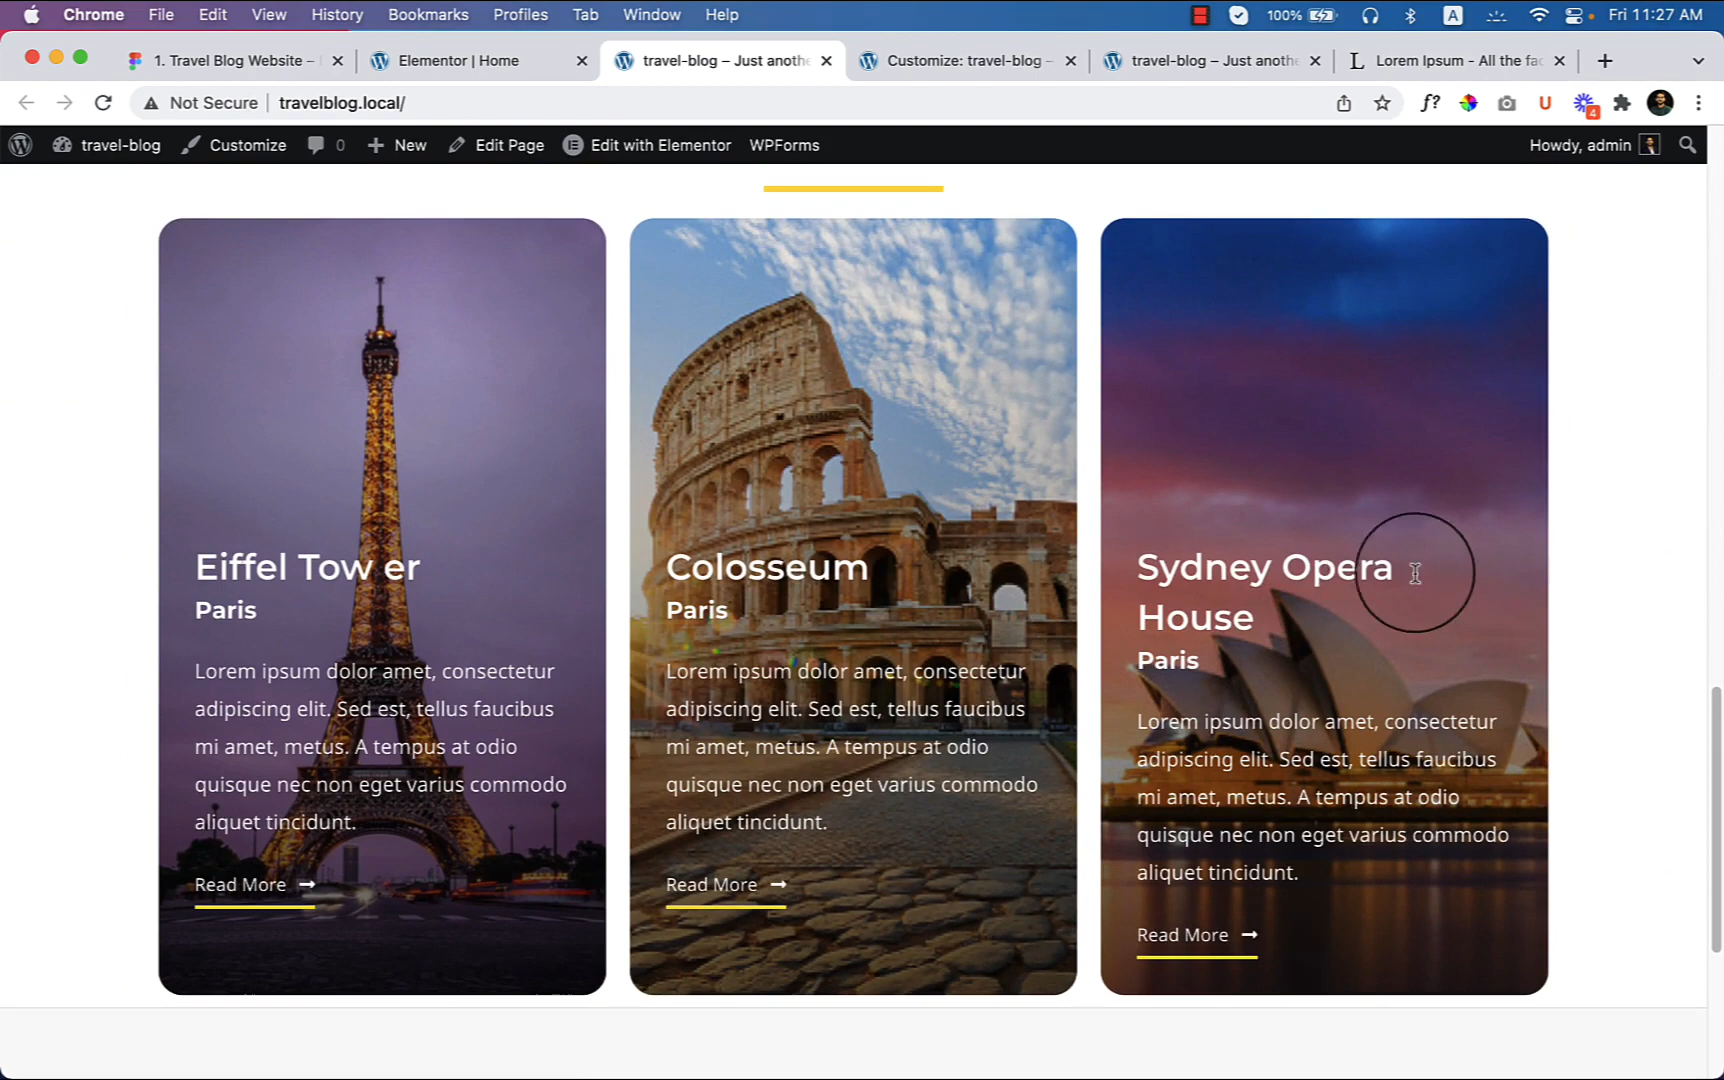 Chrome File Edit View History Bookmarks Profiles Tab Window Help 100% A Fri 11:27 AM
1. Travel Blog Website –
Elementor | Home
travel-blog – Just anothe
Customize: travel-blog –
travel-blog – Just anothe
L Lorem Ipsum - All the fac
Not Secure travelblog.local/ f? U 4
travel-blog Customize 0 New Edit Page Edit with Elementor WPForms Howdy, admin
Eiffel Tow er
Paris
Lorem ipsum dolor amet, consectetur
adipiscing elit. Sed est, tellus faucibus
mi amet, metus. A tempus at odio
quisque nec non eget varius commodo
aliquet tincidunt.
Read More
Colosseum
Paris
Lorem ipsum dolor amet, consectetur
adipiscing elit. Sed est, tellus faucibus
mi amet, metus. A tempus at odio
quisque nec non eget varius commodo
aliquet tincidunt.
Read More
Sydney Opera
House
Paris
Lorem ipsum dolor amet, consectetur
adipiscing elit. Sed est, tellus faucibus
mi amet, metus. A tempus at odio
quisque nec non eget varius commodo
aliquet tincidunt.
Read More